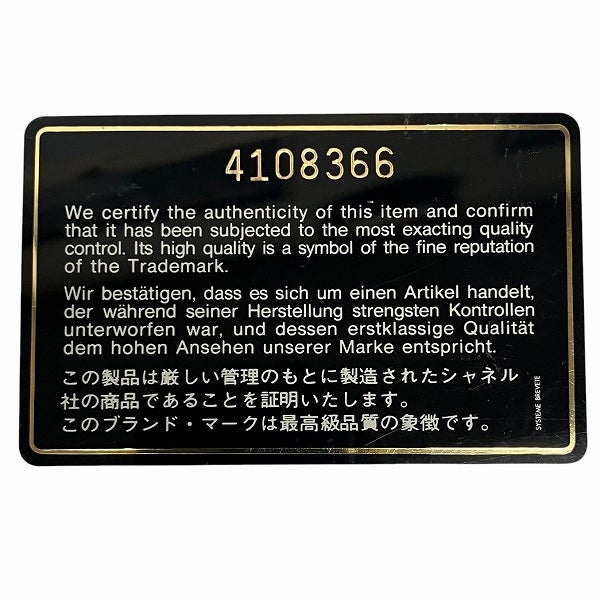 4108366
We certify the authenticity of this item and confirm
that it has been subjected to the most exacting quality
control. Its high quality is a symbol of the fine reputation
of the Trademark.
Wir bestätigen, dass es sich um einen Artikel handelt,
der während seiner Herstellung strengsten Kontrollen
unterworfen war, und dessen erstklassige Qualität
dem hohen Ansehen unserer Marke entspricht.
この製品は厳しい管理のもとに製造されたシャネル
社の商品であることを証明いたします。
このブランド・マークは最高級品質の象徴です。
SYSTEME BREVETE